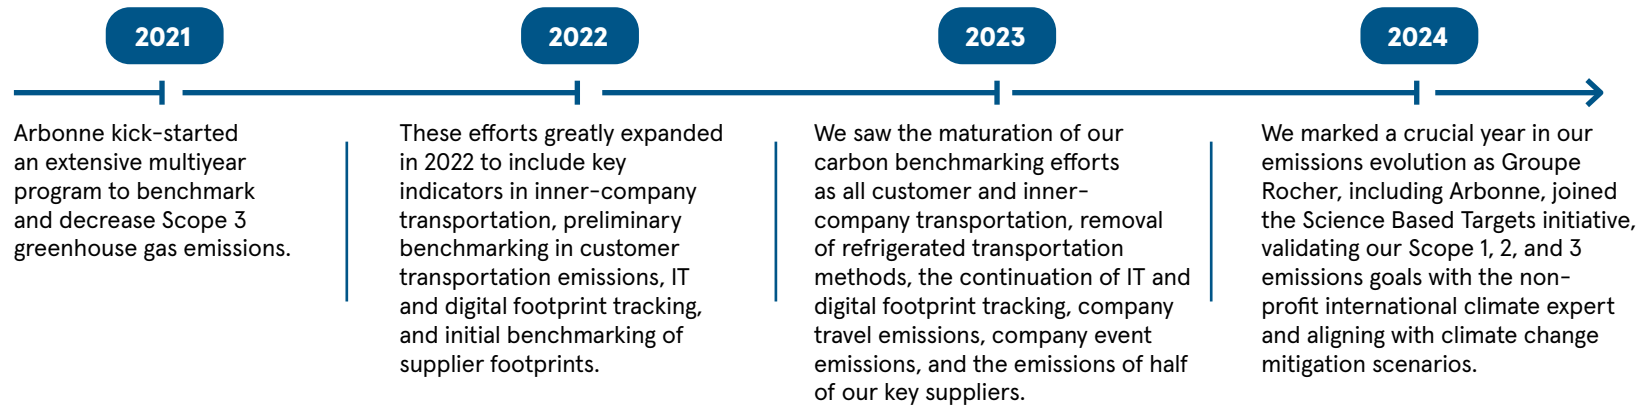 2021
Arbonne kick-started
an extensive multiyear
program to benchmark
and decrease Scope 3
greenhouse gas emissions.
2022
These efforts greatly expanded
in 2022 to include key
indicators in inner-company
transportation, preliminary
benchmarking in customer
transportation emissions, IT
and digital footprint tracking,
and initial benchmarking of
supplier footprints.
2023
We saw the maturation of our
carbon benchmarking efforts
as all customer and inner-
company transportation, removal
of refrigerated transportation
methods, the continuation of IT and
digital footprint tracking, company
travel emissions, company event
emissions, and the emissions of half
of our key suppliers.
2024
We marked a crucial year in our
emissions evolution as Groupe
Rocher, including Arbonne, joined
the Science Based Targets initiative,
validating our Scope 1, 2, and 3
emissions goals with the non-
profit international climate expert
and aligning with climate change
mitigation scenarios.